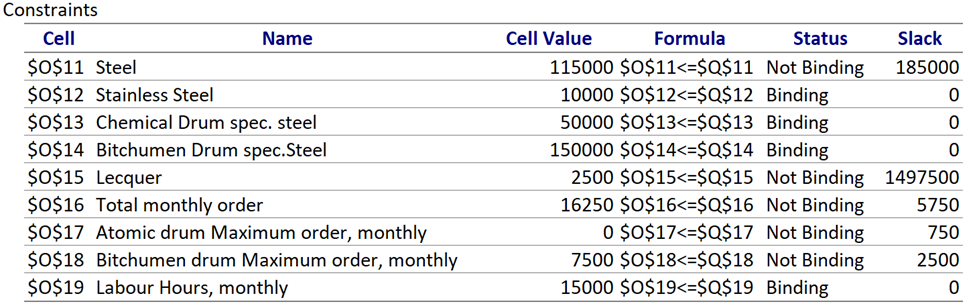 Constraints
Cell Name Cell Value Formula Status Slack
$O$11 Steel 115000 $O$11<=$Q$11 Not Binding 185000
$O$12 Stainless Steel 10000 $O$12<=$Q$12 Binding 0
$O$13 Chemical Drum spec. steel 50000 $O$13<=$Q$13 Binding 0
$O$14 Bitchumen Drum spec.Steel 150000 $O$14<=$Q$14 Binding 0
$O$15 Lecquer 2500 $O$15<=$Q$15 Not Binding 1497500
$O$16 Total monthly order 16250 $O$16<=$Q$16 Not Binding 5750
$O$17 Atomic drum Maximum order, monthly 0 $O$17<=$Q$17 Not Binding 750
$O$18 Bitchumen drum Maximum order, monthly 7500 $O$18<=$Q$18 Not Binding 2500
$O$19 Labour Hours, monthly 15000 $O$19<=$Q$19 Binding 0